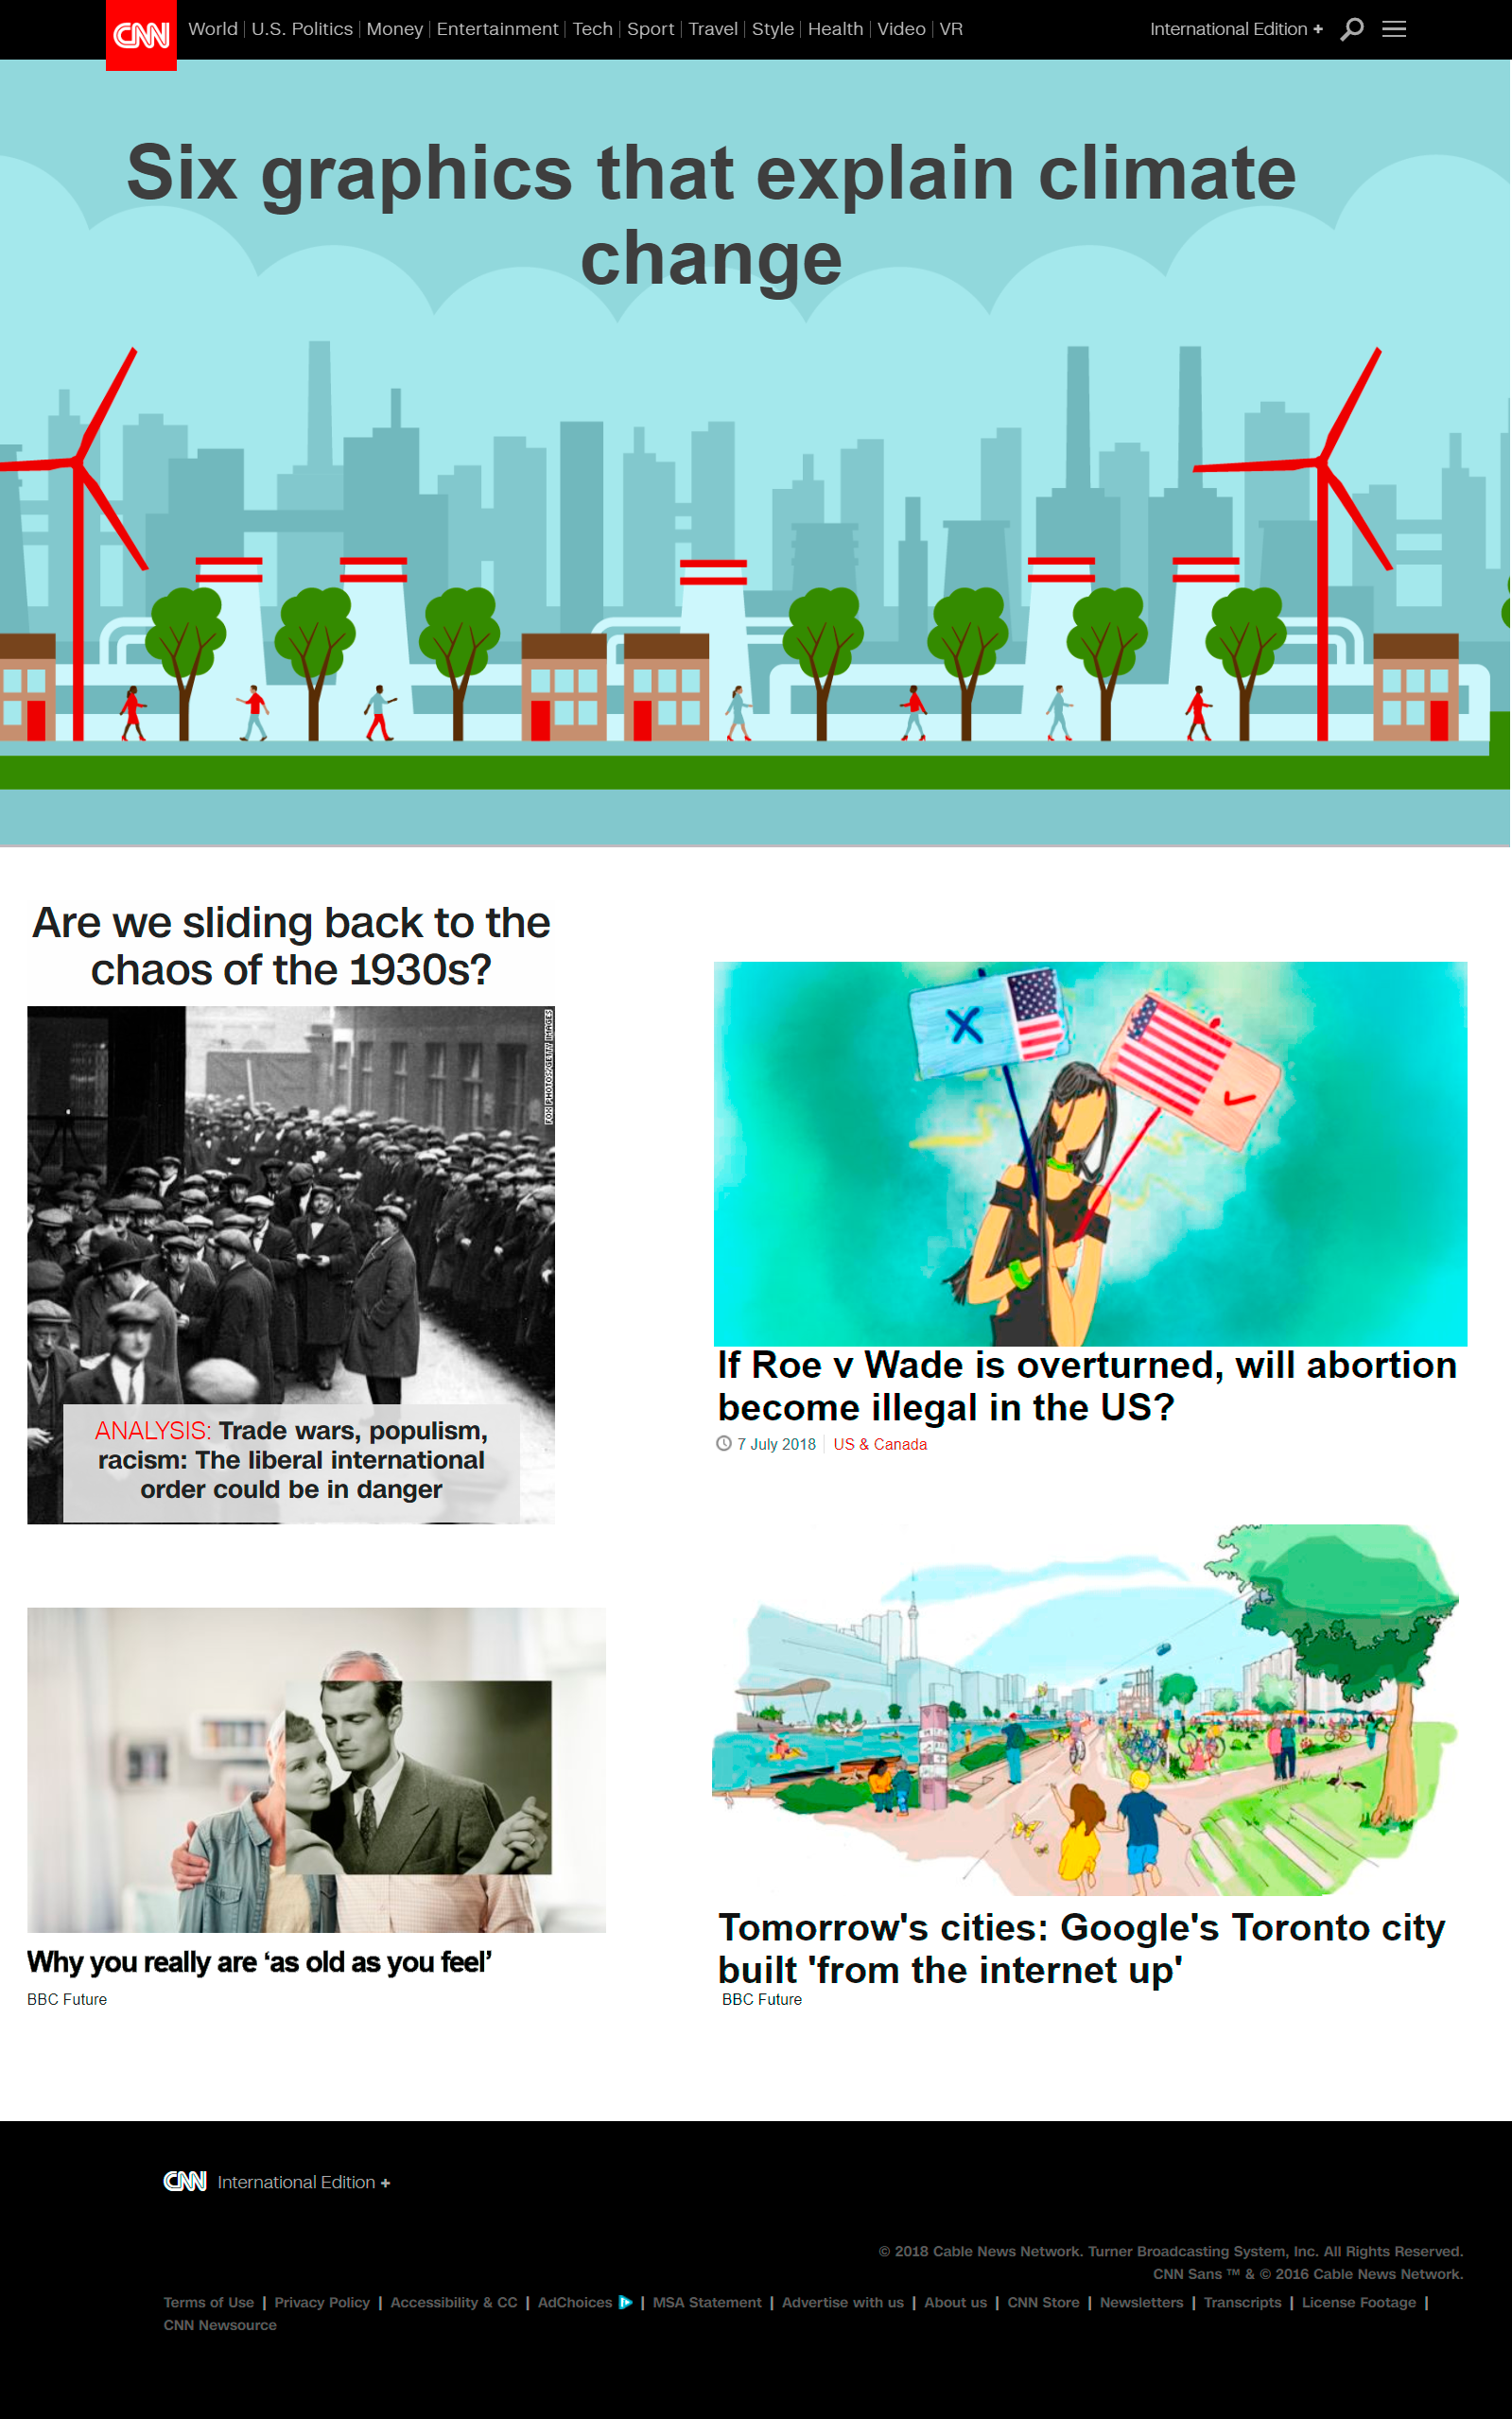 CNN World U.S. Politics Money Entertainment Tech Sport Travel Style Health Video VR International Edition +
Six graphics that explain climate
change
Are we sliding back to the
chaos of the 1930s?
FOX PHOTOS/GETTY IMAGES
ANALYSIS: Trade wars, populism,
racism: The liberal international
order could be in danger
If Roe v Wade is overturned, will abortion
become illegal in the US?
7 July 2018 US & Canada
Why you really are ‘as old as you feel’
BBC Future
Tomorrow's cities: Google's Toronto city
built 'from the internet up'
BBC Future
CNN International Edition +
© 2018 Cable News Network. Turner Broadcasting System, Inc. All Rights Reserved.
CNN Sans ™ & © 2016 Cable News Network.
Terms of Use | Privacy Policy | Accessibility & CC | AdChoices | MSA Statement | Advertise with us | About us | CNN Store | Newsletters | Transcripts | License Footage |
CNN Newsource